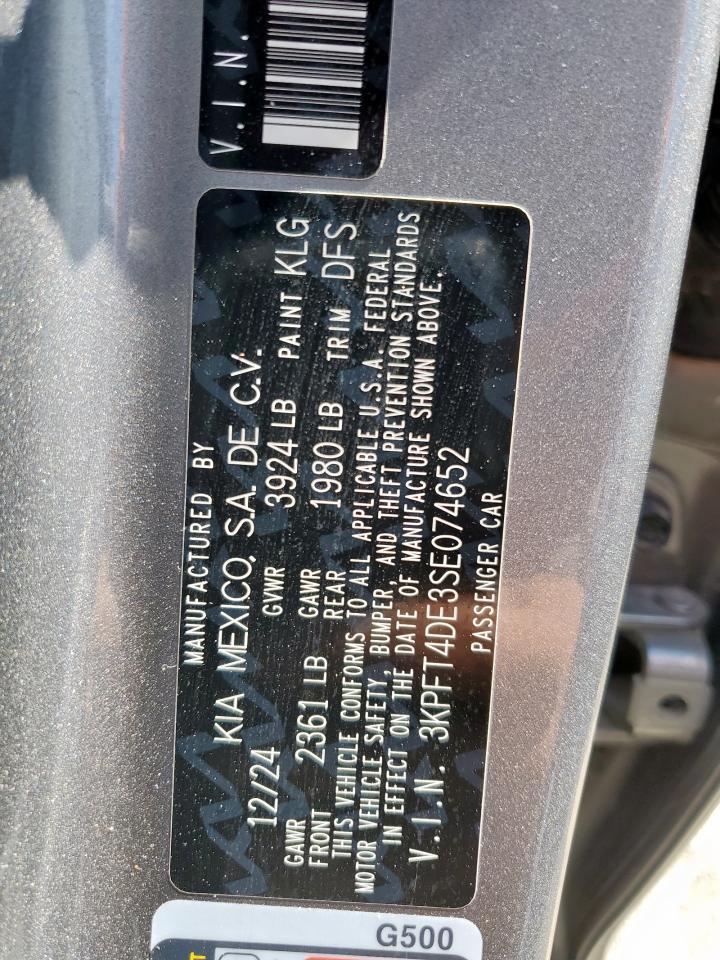 V.I.N.
MANUFACTURED BY
KIA MEXICO, S.A. DE C.V.
12/24 GVWR 3924 LB PAINT KLG
GAWR FRONT 2361 LB GAWR REAR 1980 LB TRIM DFS
THIS VEHICLE CONFORMS TO ALL APPLICABLE U.S.A. FEDERAL
MOTOR VEHICLE SAFETY, BUMPER AND THEFT PREVENTION STANDARDS
IN EFFECT ON THE DATE OF MANUFACTURE SHOWN ABOVE.
V.I.N. 3KPFT4DE3SE074652
PASSENGER CAR
G500